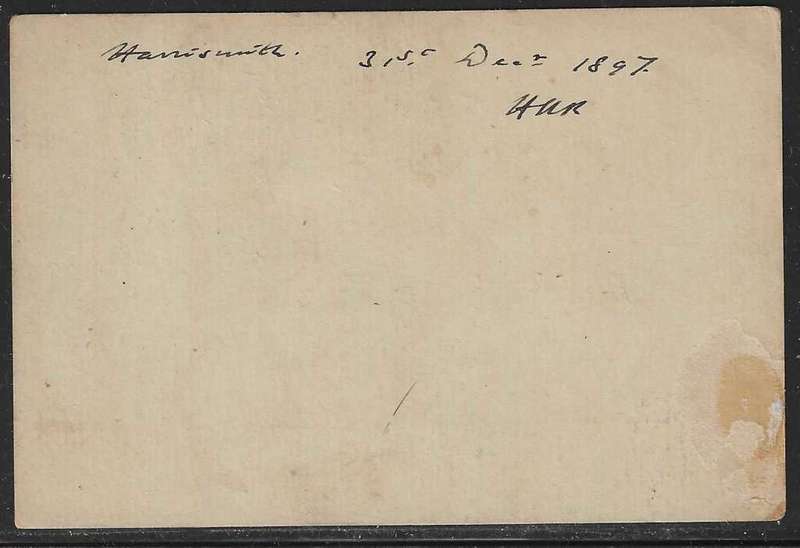 Harrismith. 31st Decr 1897.
HUR